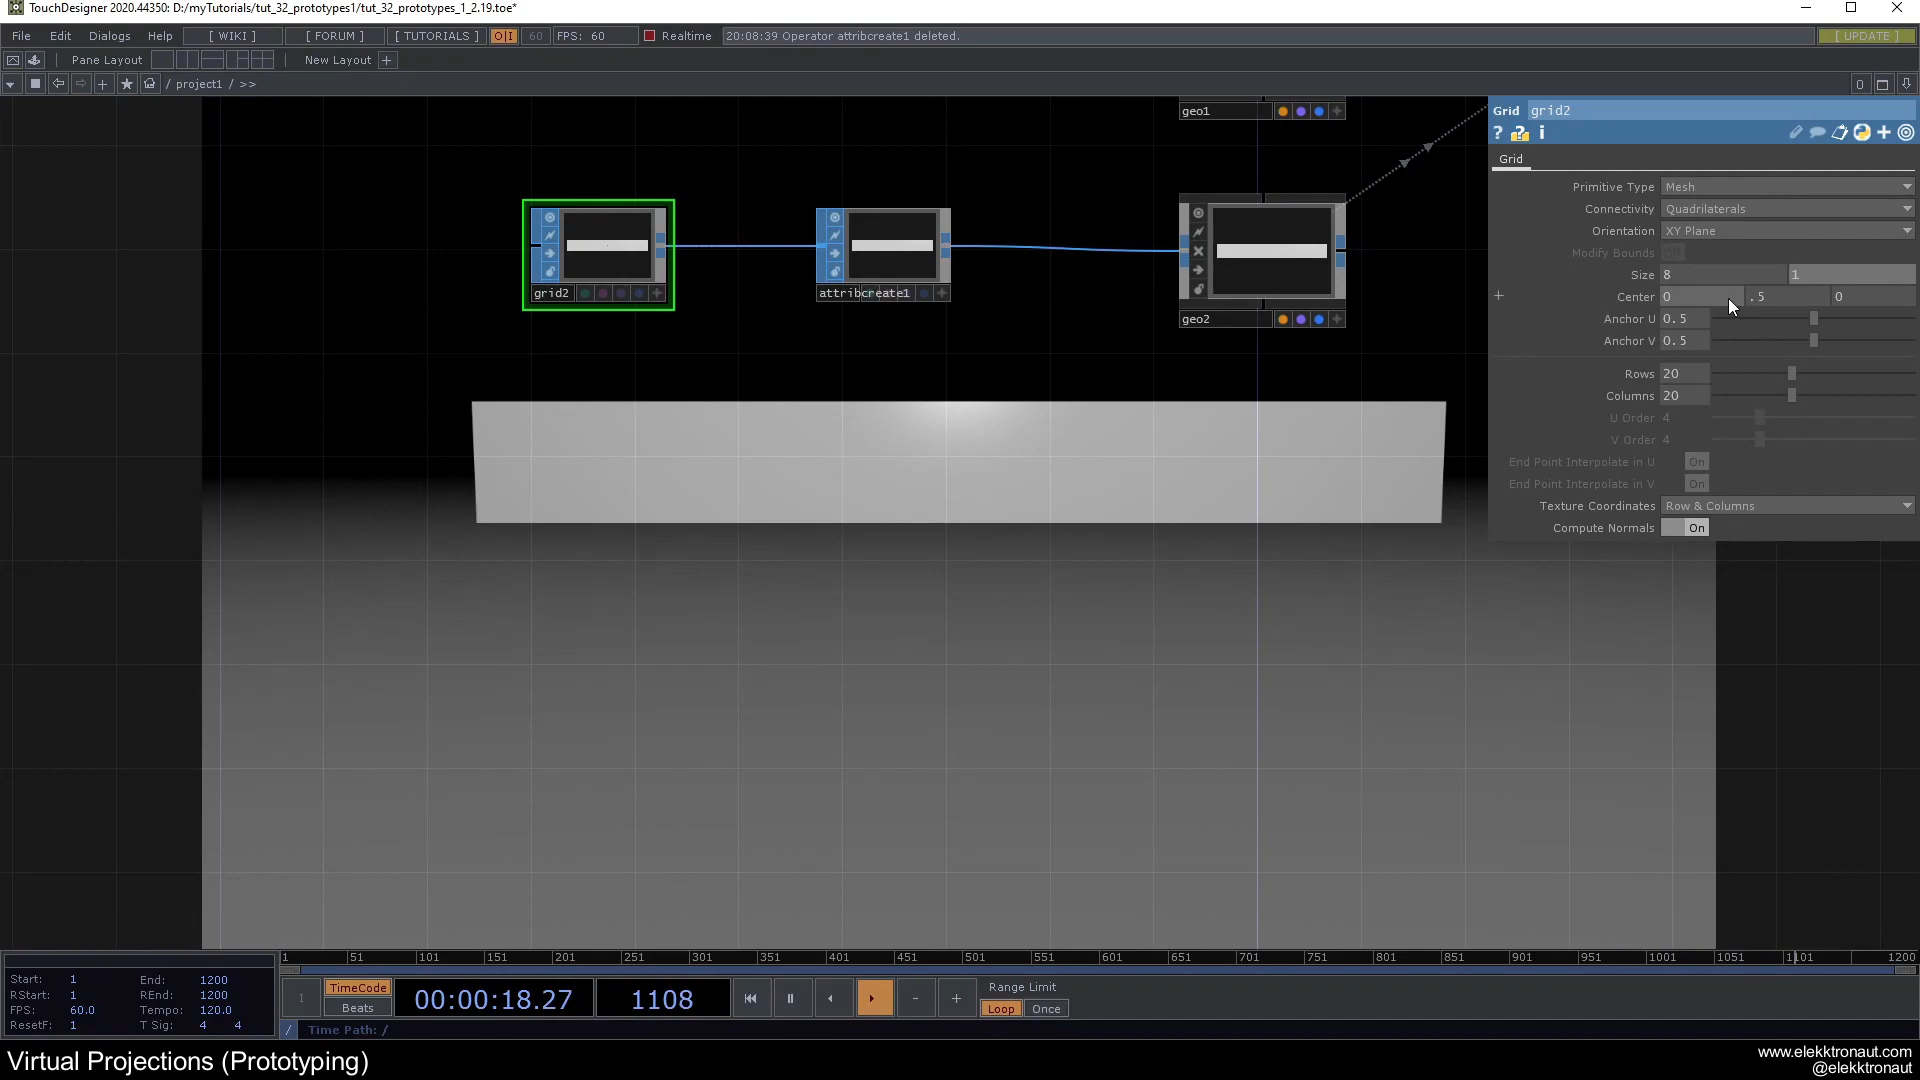 TouchDesigner 2020.44350: D:/myTutorials/tut_32_prototypes1/tut_32_prototypes_1_2.19.toe*
File Edit Dialogs Help [ WIKI ] [ FORUM ] [ TUTORIALS ] O|I 60 FPS: 60 Realtime 20:08:39 Operator attribcreate1 deleted. [ UPDATE ]
Pane Layout New Layout +
/ project1 / >> 0
geo1
Grid grid2
? ? i
Grid
Primitive Type Mesh
Connectivity Quadrilaterals
Orientation XY Plane
Modify Bounds
Size 8 1
Center 0 .5 0
Anchor U 0.5
Anchor V 0.5
Rows 20
Columns 20
U Order 4
V Order 4
End Point Interpolate in U On
End Point Interpolate in V On
Texture Coordinates Row & Columns
Compute Normals On
grid2 attribcreate1
geo2
1 51 101 151 201 251 301 351 401 451 501 551 601 651 701 751 801 851 901 951 1001 1051 1101 1200
Start: 1 End: 1200
RStart: 1 REnd: 1200
FPS: 60.0 Tempo: 120.0
ResetF: 1 T Sig: 4 4
I TimeCode Beats 00:00:18.27 1108 - + Range Limit
Loop Once
/ Time Path: /
Virtual Projections (Prototyping)
www.elekktronaut.com
@elekktronaut